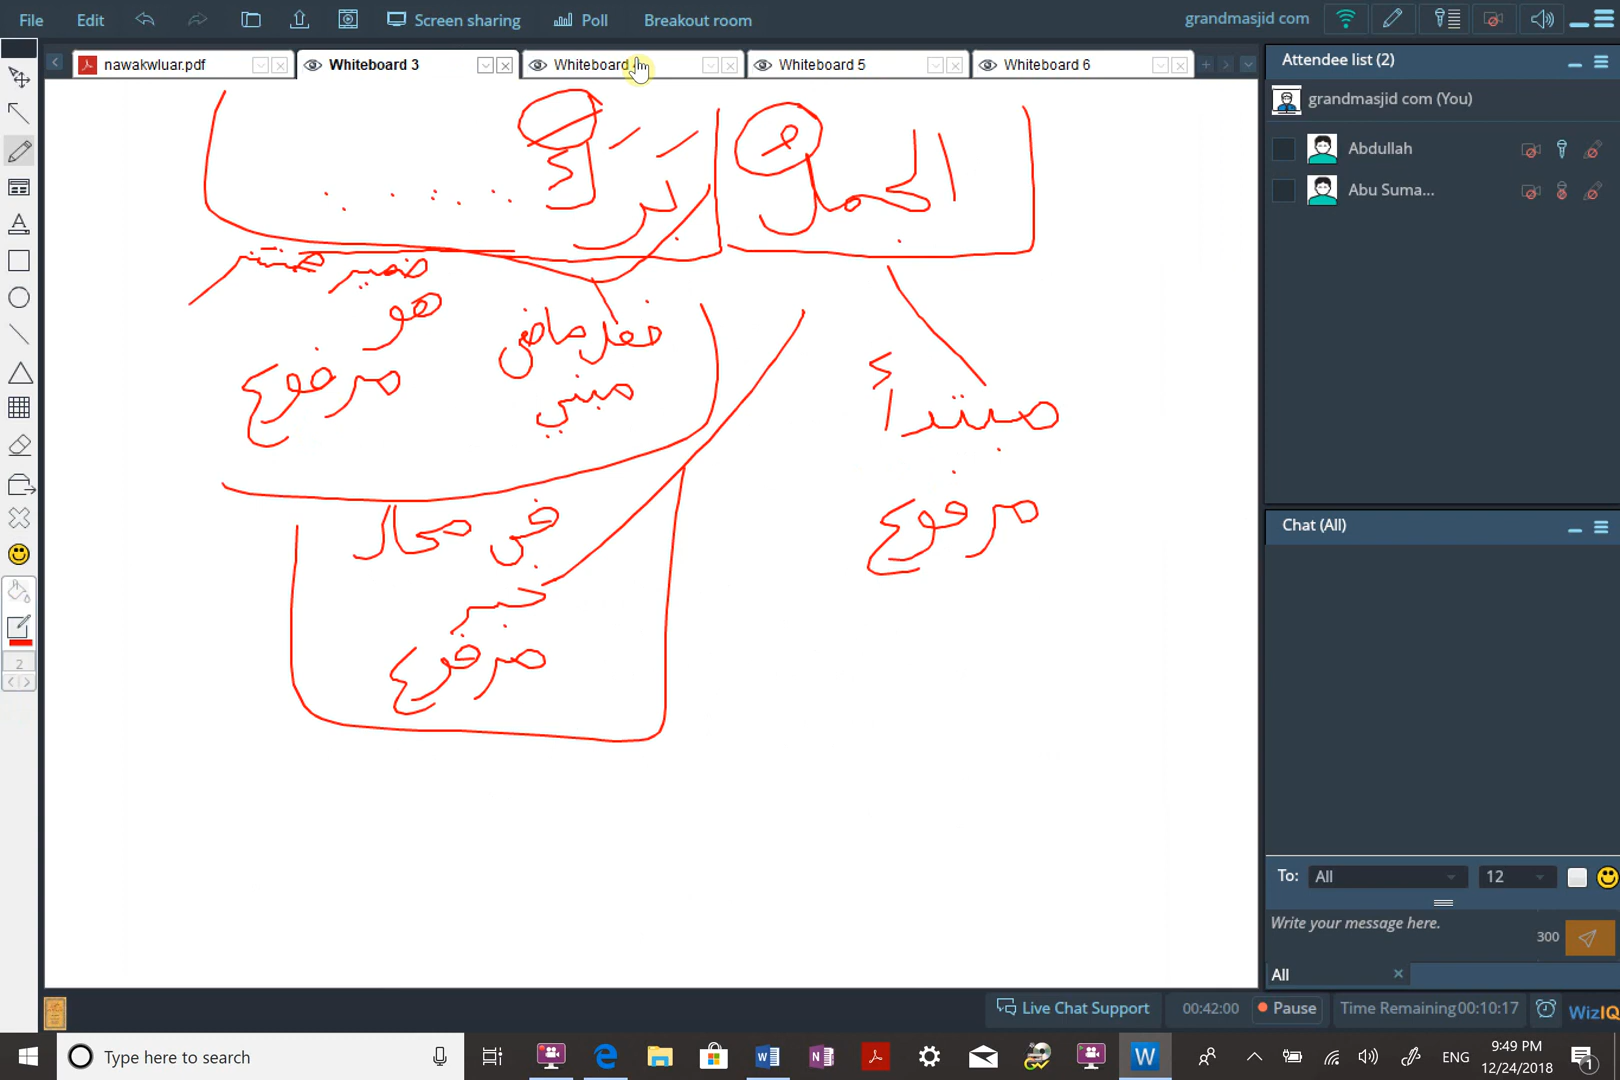 File Edit Screen sharing Poll Breakout room grandmasjid com
nawakwluar.pdf Whiteboard 3 Whiteboard Whiteboard 5 Whiteboard 6
Attendee list (2)
grandmasjid com (You)
Abdullah
Abu Suma...
ضمير
هو
مرفوع
فعل ماض
مبني
مبتدأ
مرفوع
في محل
خبر
مرفوع
2
Chat (All)
To: All 12
Write your message here.
300
All
Live Chat Support 00:42:00 Pause Time Remaining 00:10:17 WizIQ
Type here to search
ENG 9:49 PM
12/24/2018
1